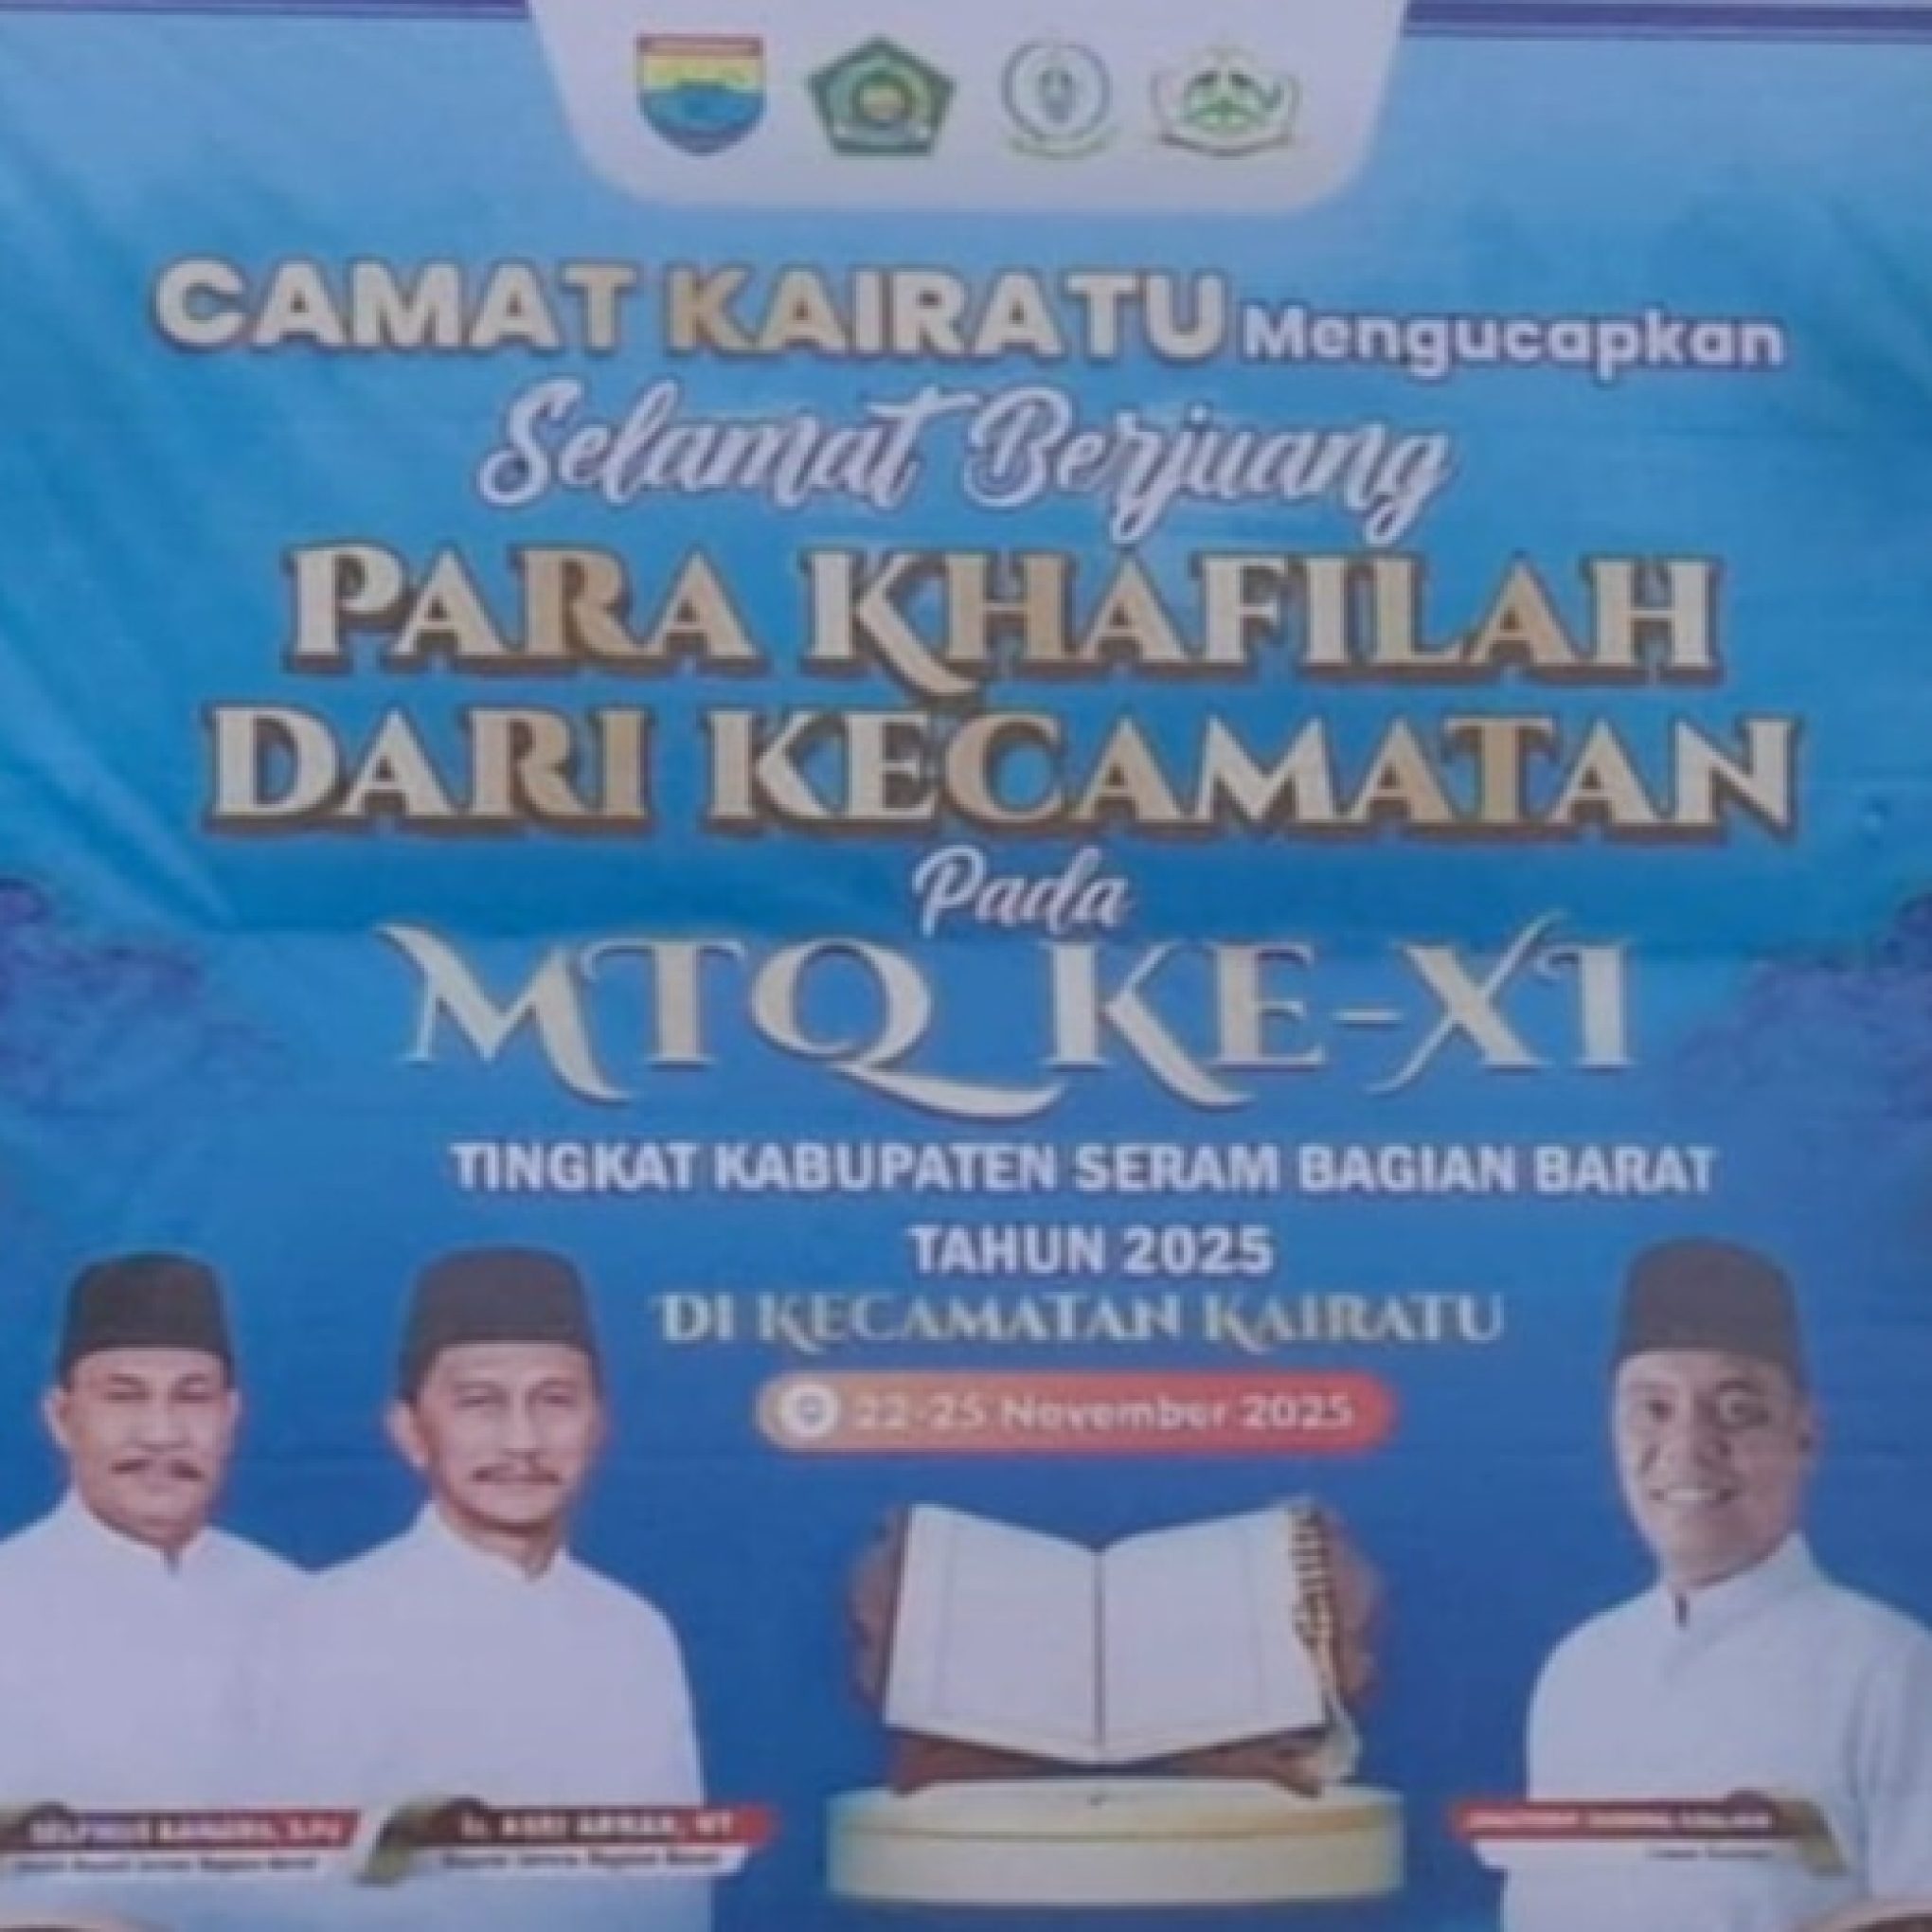 CAMAT KAIRATU Mengucapkan
Selamat Berjuang
PARA KHAFILAH
DARI KECAMATAN
Pada
MTQ KE-XI
TINGKAT KABUPATEN SERAM BAGIAN BARAT
TAHUN 2025
DI KECAMATAN KAIRATU
22-25 November 2025